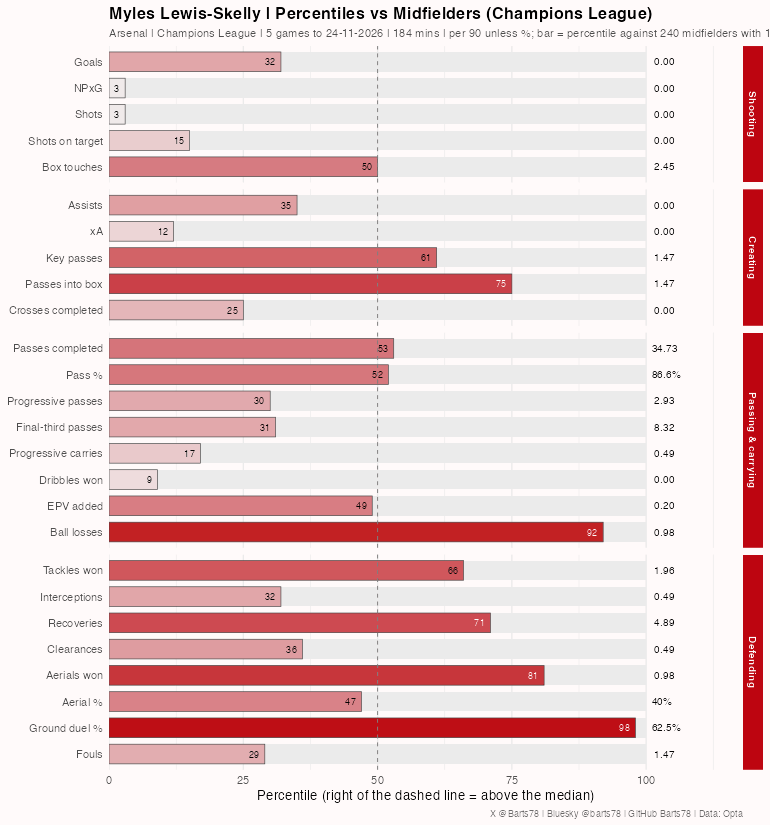 Myles Lewis-Skelly | Percentiles vs Midfielders (Champions League)
Arsenal | Champions League | 5 games to 24-11-2026 | 184 mins | per 90 unless %; bar = percentile against 240 midfielders with 1
Goals 32 0.00
NPxG 3 0.00
Shots 3 0.00
Shots on target 15 0.00
Box touches 50 2.45
Shooting
Assists 35 0.00
xA 12 0.00
Key passes 61 1.47
Passes into box 75 1.47
Crosses completed 25 0.00
Creating
Passes completed 53 34.73
Pass % 52 86.6%
Progressive passes 30 2.93
Final-third passes 31 8.32
Progressive carries 17 0.49
Dribbles won 9 0.00
EPV added 49 0.20
Ball losses 92 0.98
Passing & carrying
Tackles won 66 1.96
Interceptions 32 0.49
Recoveries 71 4.89
Clearances 36 0.49
Aerials won 81 0.98
Aerial % 47 40%
Ground duel % 98 62.5%
Fouls 29 1.47
Defending
0 25 50 75 100
Percentile (right of the dashed line = above the median)
X @Barts78 | Bluesky @barts78 | GitHub Barts78 | Data: Opta